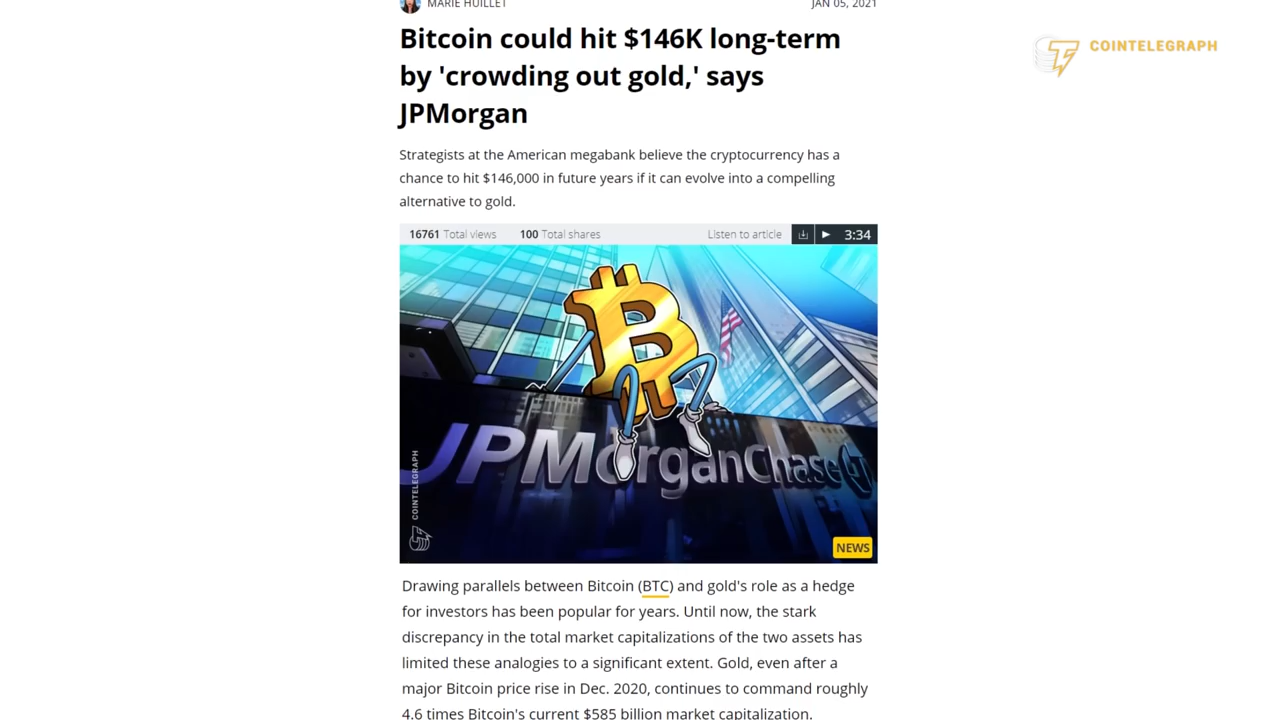 MARIE HUILLET
JAN 05, 2021
COINTELEGRAPH
Bitcoin could hit $146K long-term
by 'crowding out gold,' says
JPMorgan
Strategists at the American megabank believe the cryptocurrency has a
chance to hit $146,000 in future years if it can evolve into a compelling
alternative to gold.
16761 Total views 100 Total shares Listen to article 3:34
JPMorganChase
COINTELEGRAPH
NEWS
Drawing parallels between Bitcoin (BTC) and gold's role as a hedge
for investors has been popular for years. Until now, the stark
discrepancy in the total market capitalizations of the two assets has
limited these analogies to a significant extent. Gold, even after a
major Bitcoin price rise in Dec. 2020, continues to command roughly
4.6 times Bitcoin's current $585 billion market capitalization.